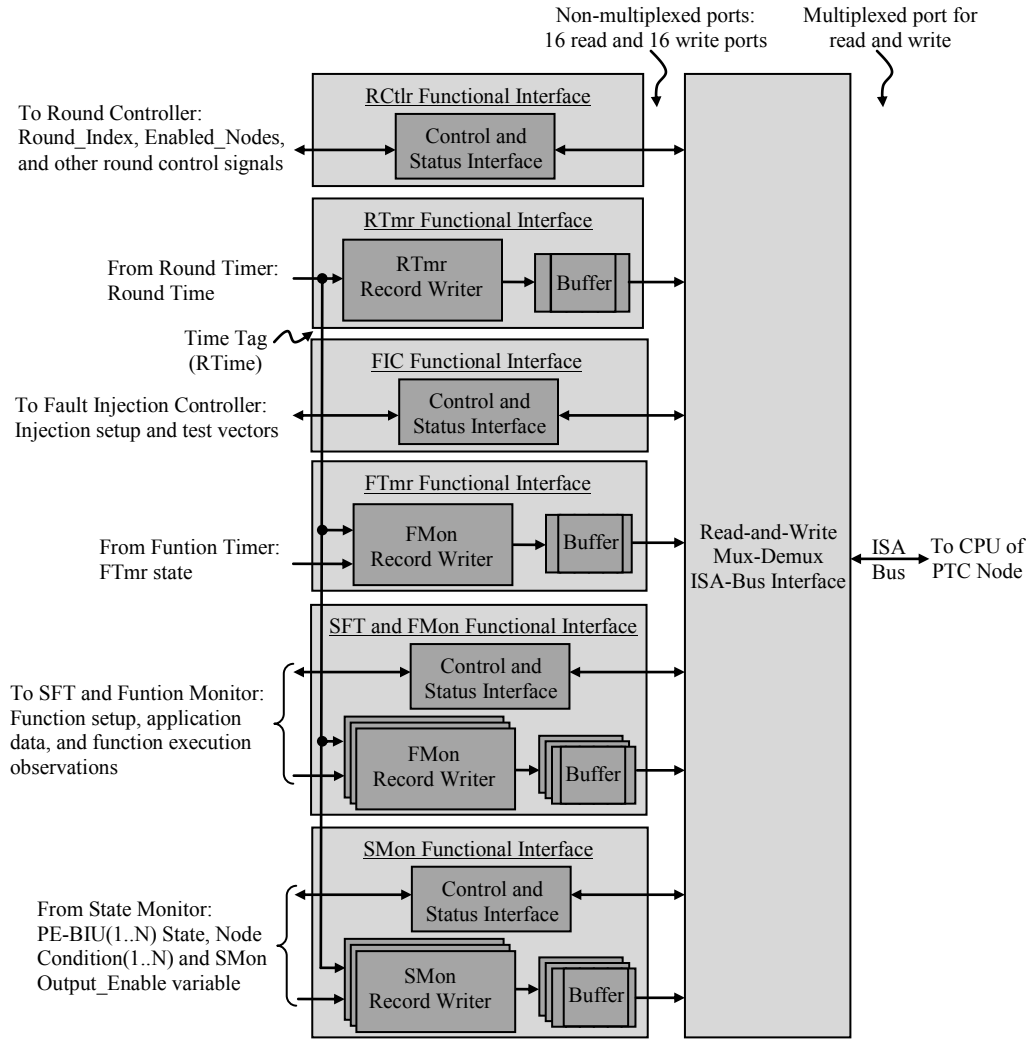 Non-multiplexed ports:
16 read and 16 write ports
Multiplexed port for
read and write
RCtlr Functional Interface
To Round Controller:
Round_Index, Enabled_Nodes,
and other round control signals
Control and
Status Interface
RTmr Functional Interface
From Round Timer:
Round Time
RTmr
Record Writer
Buffer
Time Tag
(RTime)
FIC Functional Interface
To Fault Injection Controller:
Injection setup and test vectors
Control and
Status Interface
FTmr Functional Interface
From Funtion Timer:
FTmr state
FMon
Record Writer
Buffer
Read-and-Write
Mux-Demux
ISA-Bus Interface
ISA
Bus
To CPU of
PTC Node
SFT and FMon Functional Interface
Control and
Status Interface
To SFT and Funtion Monitor:
Function setup, application
data, and function execution
observations
FMon
Record Writer
Buffer
SMon Functional Interface
Control and
Status Interface
From State Monitor:
PE-BIU(1..N) State, Node
Condition(1..N) and SMon
Output_Enable variable
SMon
Record Writer
Buffer